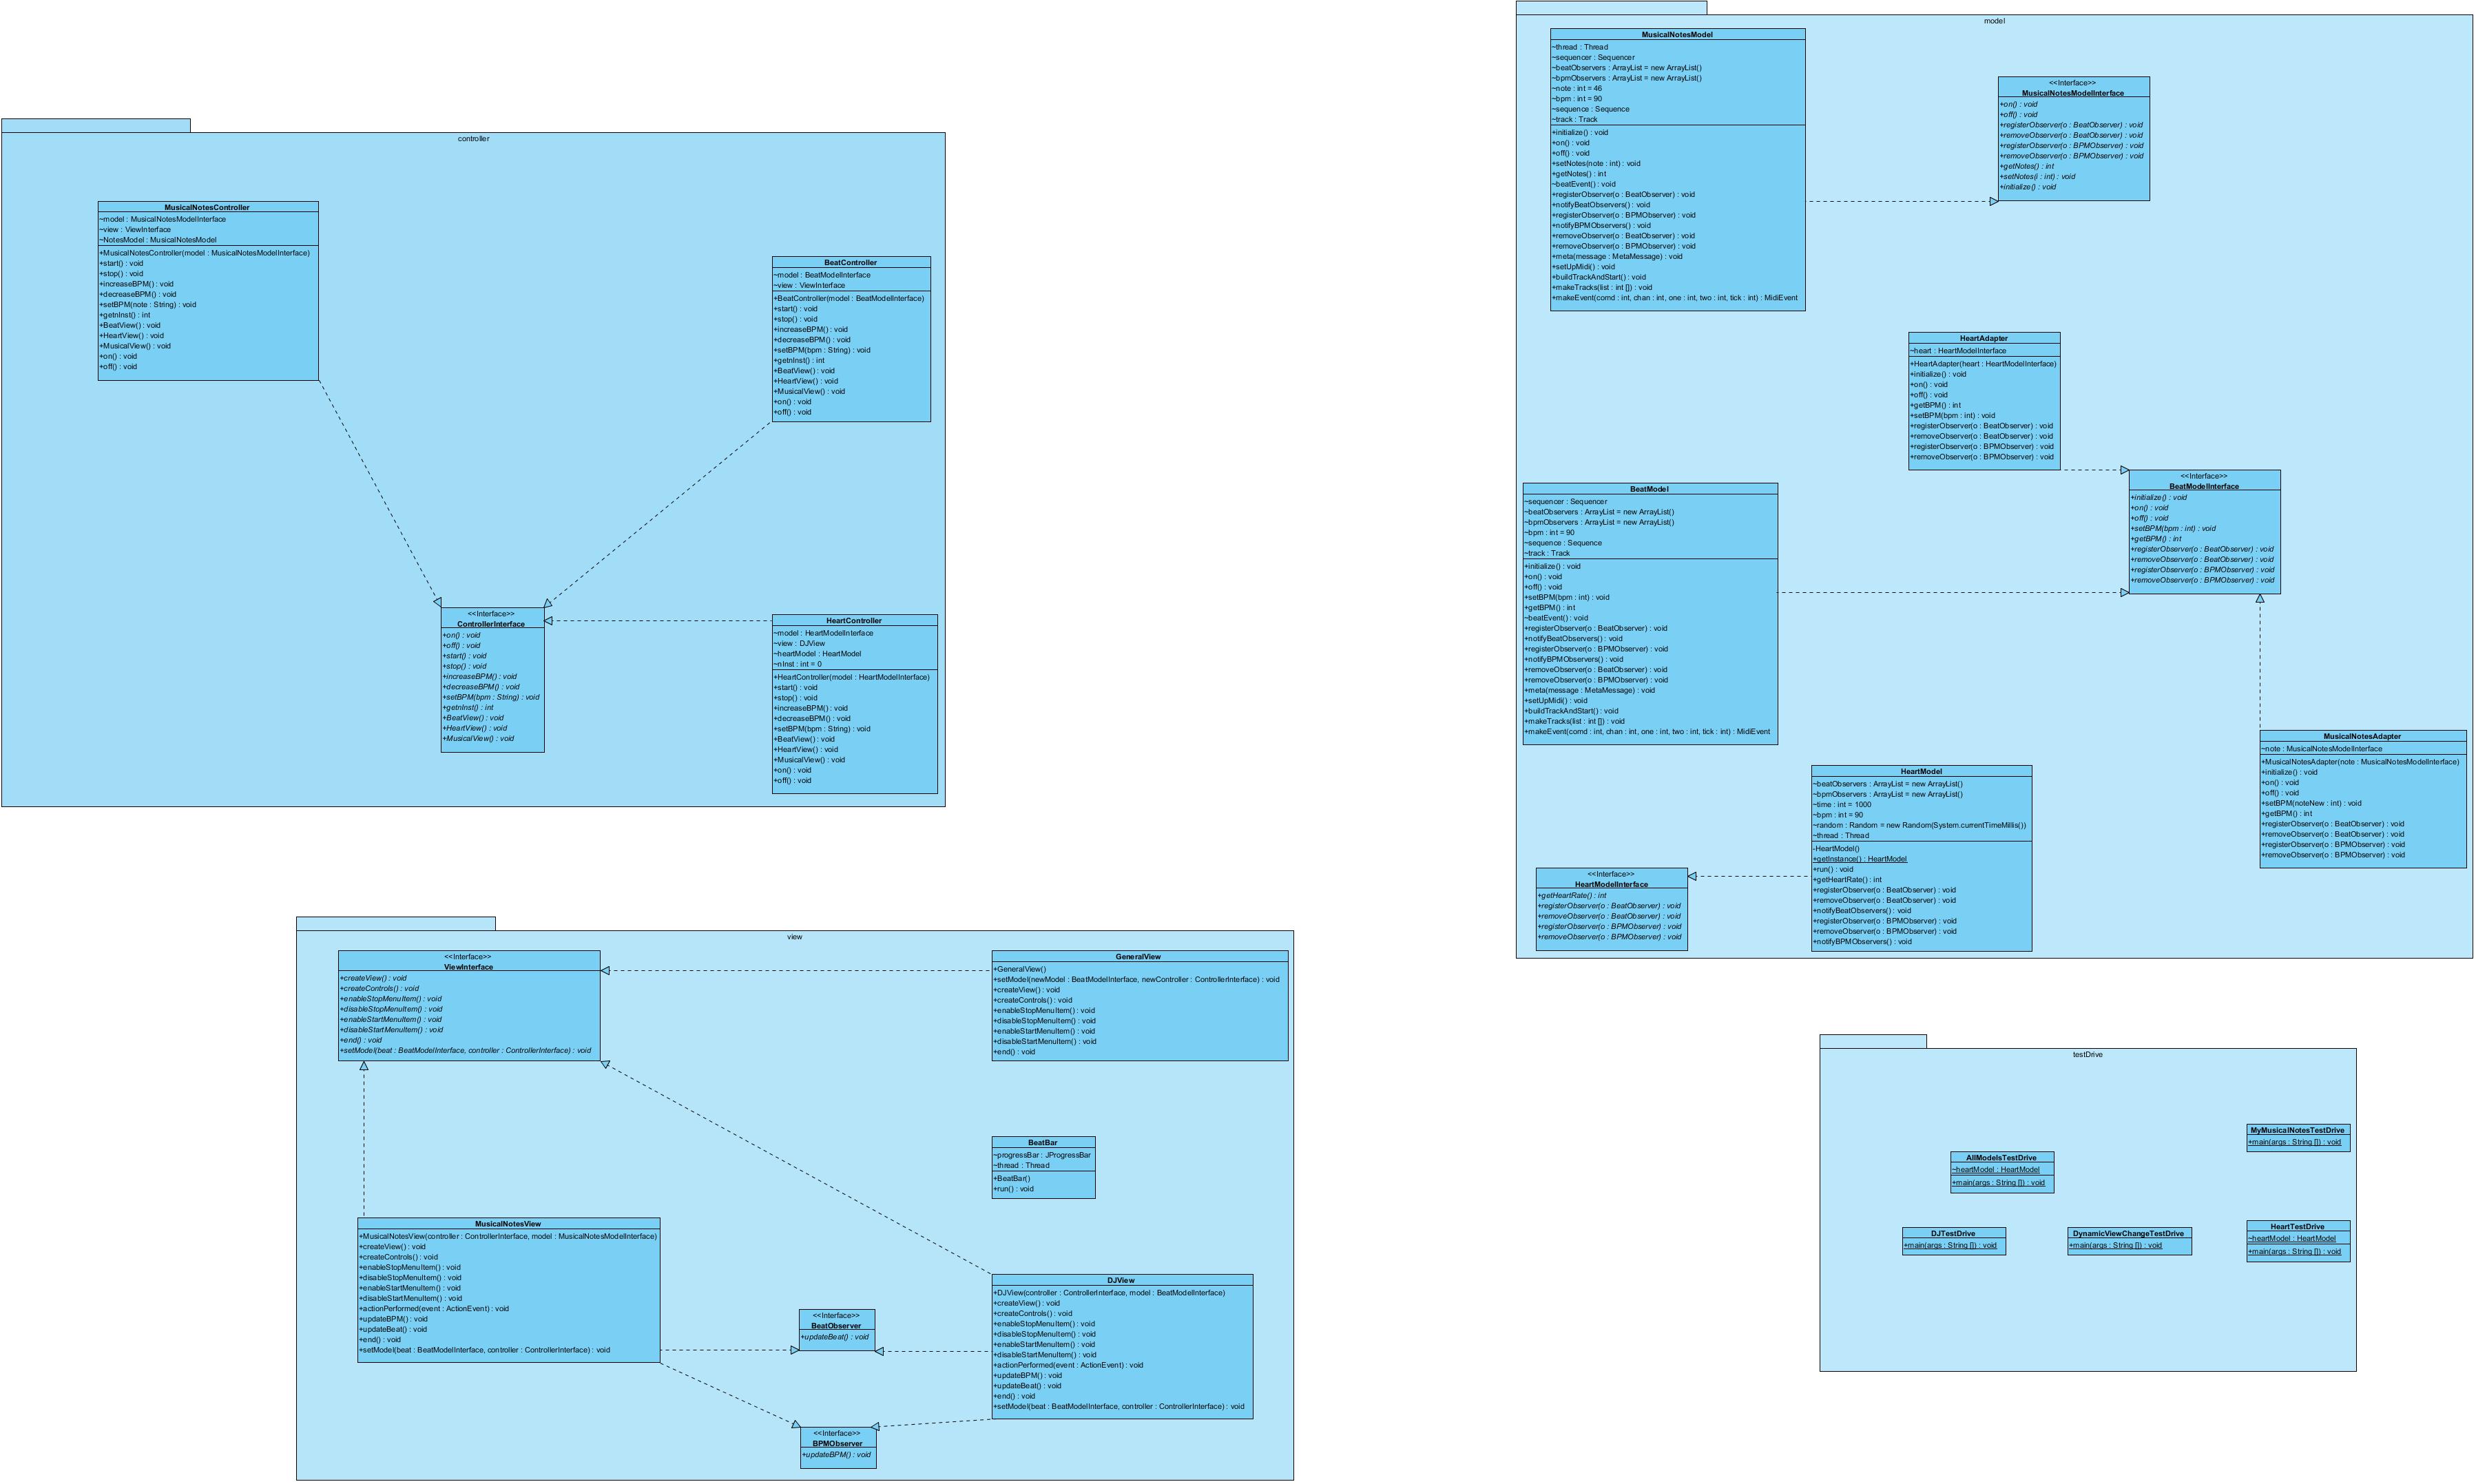 controller
MusicalNotesController
~model : MusicalNotesModelInterface
~view : ViewInterface
~NotesModel : MusicalNotesModel
+MusicalNotesController(model : MusicalNotesModelInterface)
+start() : void
+stop() : void
+increaseBPM() : void
+decreaseBPM() : void
+setBPM(note : String) : void
+getnInst() : int
+BeatView() : void
+HeartView() : void
+MusicalView() : void
+on() : void
+off() : void
BeatController
~model : BeatModelInterface
~view : ViewInterface
+BeatController(model : BeatModelInterface)
+start() : void
+stop() : void
+increaseBPM() : void
+decreaseBPM() : void
+setBPM(bpm : String) : void
+getnInst() : int
+BeatView() : void
+HeartView() : void
+MusicalView() : void
+on() : void
+off() : void
<<Interface>>
ControllerInterface
+on() : void
+off() : void
+start() : void
+stop() : void
+increaseBPM() : void
+decreaseBPM() : void
+setBPM(bpm : String) : void
+getnInst() : int
+BeatView() : void
+HeartView() : void
+MusicalView() : void
HeartController
~model : HeartModelInterface
~view : DJView
~heartModel : HeartModel
~nInst : int = 0
+HeartController(model : HeartModelInterface)
+start() : void
+stop() : void
+increaseBPM() : void
+decreaseBPM() : void
+setBPM(bpm : String) : void
+BeatView() : void
+HeartView() : void
+MusicalView() : void
+on() : void
+off() : void
model
MusicalNotesModel
~thread : Thread
~sequencer : Sequencer
~beatObservers : ArrayList = new ArrayList()
~bpmObservers : ArrayList = new ArrayList()
~note : int = 46
~bpm : int = 90
~sequence : Sequence
~track : Track
+initialize() : void
+on() : void
+off() : void
+setNotes(note : int) : void
+getNotes() : int
~beatEvent() : void
+registerObserver(o : BeatObserver) : void
+notifyBeatObservers() : void
+registerObserver(o : BPMObserver) : void
+notifyBPMObservers() : void
+removeObserver(o : BeatObserver) : void
+removeObserver(o : BPMObserver) : void
+meta(message : MetaMessage) : void
+setUpMidi() : void
+buildTrackAndStart() : void
+makeTracks(list : int []) : void
+makeEvent(comd : int, chan : int, one : int, two : int, tick : int) : MidiEvent
<<Interface>>
MusicalNotesModelInterface
+on() : void
+off() : void
+registerObserver(o : BeatObserver) : void
+removeObserver(o : BeatObserver) : void
+registerObserver(o : BPMObserver) : void
+removeObserver(o : BPMObserver) : void
+getNotes() : int
+setNotes(i : int) : void
+initialize() : void
HeartAdapter
~heart : HeartModelInterface
+HeartAdapter(heart : HeartModelInterface)
+initialize() : void
+on() : void
+off() : void
+getBPM() : int
+setBPM(bpm : int) : void
+registerObserver(o : BeatObserver) : void
+removeObserver(o : BeatObserver) : void
+registerObserver(o : BPMObserver) : void
+removeObserver(o : BPMObserver) : void
<<Interface>>
BeatModelInterface
+initialize() : void
+on() : void
+off() : void
+setBPM(bpm : int) : void
+getBPM() : int
+registerObserver(o : BeatObserver) : void
+removeObserver(o : BeatObserver) : void
+registerObserver(o : BPMObserver) : void
+removeObserver(o : BPMObserver) : void
BeatModel
~sequencer : Sequencer
~beatObservers : ArrayList = new ArrayList()
~bpmObservers : ArrayList = new ArrayList()
~bpm : int = 90
~sequence : Sequence
~track : Track
+initialize() : void
+on() : void
+off() : void
+setBPM(bpm : int) : void
+getBPM() : int
~beatEvent() : void
+registerObserver(o : BeatObserver) : void
+notifyBeatObservers() : void
+registerObserver(o : BPMObserver) : void
+notifyBPMObservers() : void
+removeObserver(o : BeatObserver) : void
+removeObserver(o : BPMObserver) : void
+meta(message : MetaMessage) : void
+setUpMidi() : void
+buildTrackAndStart() : void
+makeTracks(list : int []) : void
+makeEvent(comd : int, chan : int, one : int, two : int, tick : int) : MidiEvent
MusicalNotesAdapter
~note : MusicalNotesModelInterface
+MusicalNotesAdapter(note : MusicalNotesModelInterface)
+initialize() : void
+on() : void
+off() : void
+setBPM(noteNew : int) : void
+getBPM() : int
+registerObserver(o : BeatObserver) : void
+removeObserver(o : BeatObserver) : void
+registerObserver(o : BPMObserver) : void
+removeObserver(o : BPMObserver) : void
HeartModel
~beatObservers : ArrayList = new ArrayList()
~bpmObservers : ArrayList = new ArrayList()
~time : int = 1000
~bpm : int = 90
~random : Random = new Random(System.currentTimeMillis())
~thread : Thread
-HeartModel()
+getInstance() : HeartModel
+run() : void
+getHeartRate() : int
+registerObserver(o : BeatObserver) : void
+removeObserver(o : BeatObserver) : void
+notifyBeatObservers() : void
+registerObserver(o : BPMObserver) : void
+removeObserver(o : BPMObserver) : void
+notifyBPMObservers() : void
<<Interface>>
HeartModelInterface
+getHeartRate() : int
+registerObserver(o : BeatObserver) : void
+removeObserver(o : BeatObserver) : void
+registerObserver(o : BPMObserver) : void
+removeObserver(o : BPMObserver) : void
view
<<Interface>>
ViewInterface
+createView() : void
+createControls() : void
+enableStopMenuItem() : void
+disableStopMenuItem() : void
+enableStartMenuItem() : void
+disableStartMenuItem() : void
+end() : void
+setModel(beat : BeatModelInterface, controller : ControllerInterface) : void
GeneralView
+GeneralView()
+setModel(newModel : BeatModelInterface, newController : ControllerInterface) : void
+createView() : void
+createControls() : void
+enableStopMenuItem() : void
+disableStopMenuItem() : void
+enableStartMenuItem() : void
+disableStartMenuItem() : void
+end() : void
BeatBar
~progressBar : JProgressBar
~thread : Thread
+BeatBar()
+run() : void
MusicalNotesView
+MusicalNotesView(controller : ControllerInterface, model : MusicalNotesModelInterface)
+createView() : void
+createControls() : void
+enableStopMenuItem() : void
+disableStopMenuItem() : void
+enableStartMenuItem() : void
+disableStartMenuItem() : void
+actionPerformed(event : ActionEvent) : void
+updateBPM() : void
+updateBeat() : void
+end() : void
+setModel(beat : BeatModelInterface, controller : ControllerInterface) : void
<<Interface>>
BeatObserver
+updateBeat() : void
DJView
+DJView(controller : ControllerInterface, model : BeatModelInterface)
+createView() : void
+createControls() : void
+enableStopMenuItem() : void
+disableStopMenuItem() : void
+enableStartMenuItem() : void
+disableStartMenuItem() : void
+actionPerformed(event : ActionEvent) : void
+updateBPM() : void
+updateBeat() : void
+end() : void
+setModel(beat : BeatModelInterface, controller : ControllerInterface) : void
<<Interface>>
BPMObserver
+updateBPM() : void
testDrive
MyMusicalNotesTestDrive
+main(args : String []) : void
AllModelsTestDrive
~heartModel : HeartModel
+main(args : String []) : void
DJTestDrive
+main(args : String []) : void
DynamicViewChangeTestDrive
+main(args : String []) : void
HeartTestDrive
~heartModel : HeartModel
+main(args : String []) : void